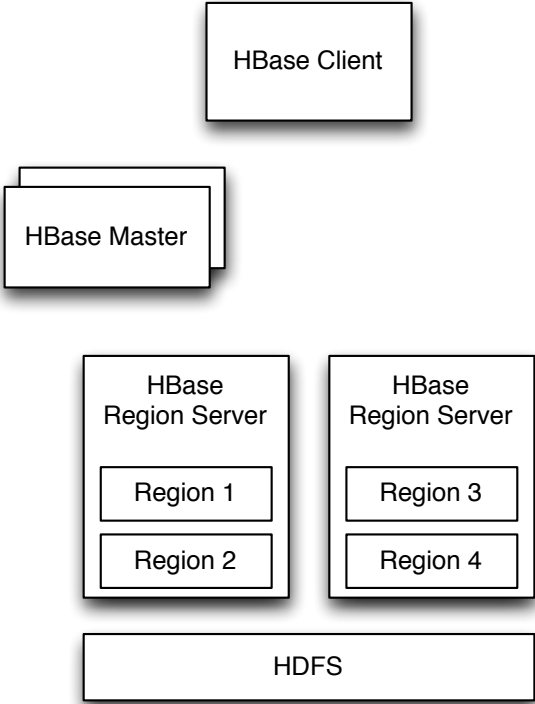 HBase Client
HBase Master
HBase
Region Server
Region 1
Region 2
HBase
Region Server
Region 3
Region 4
HDFS